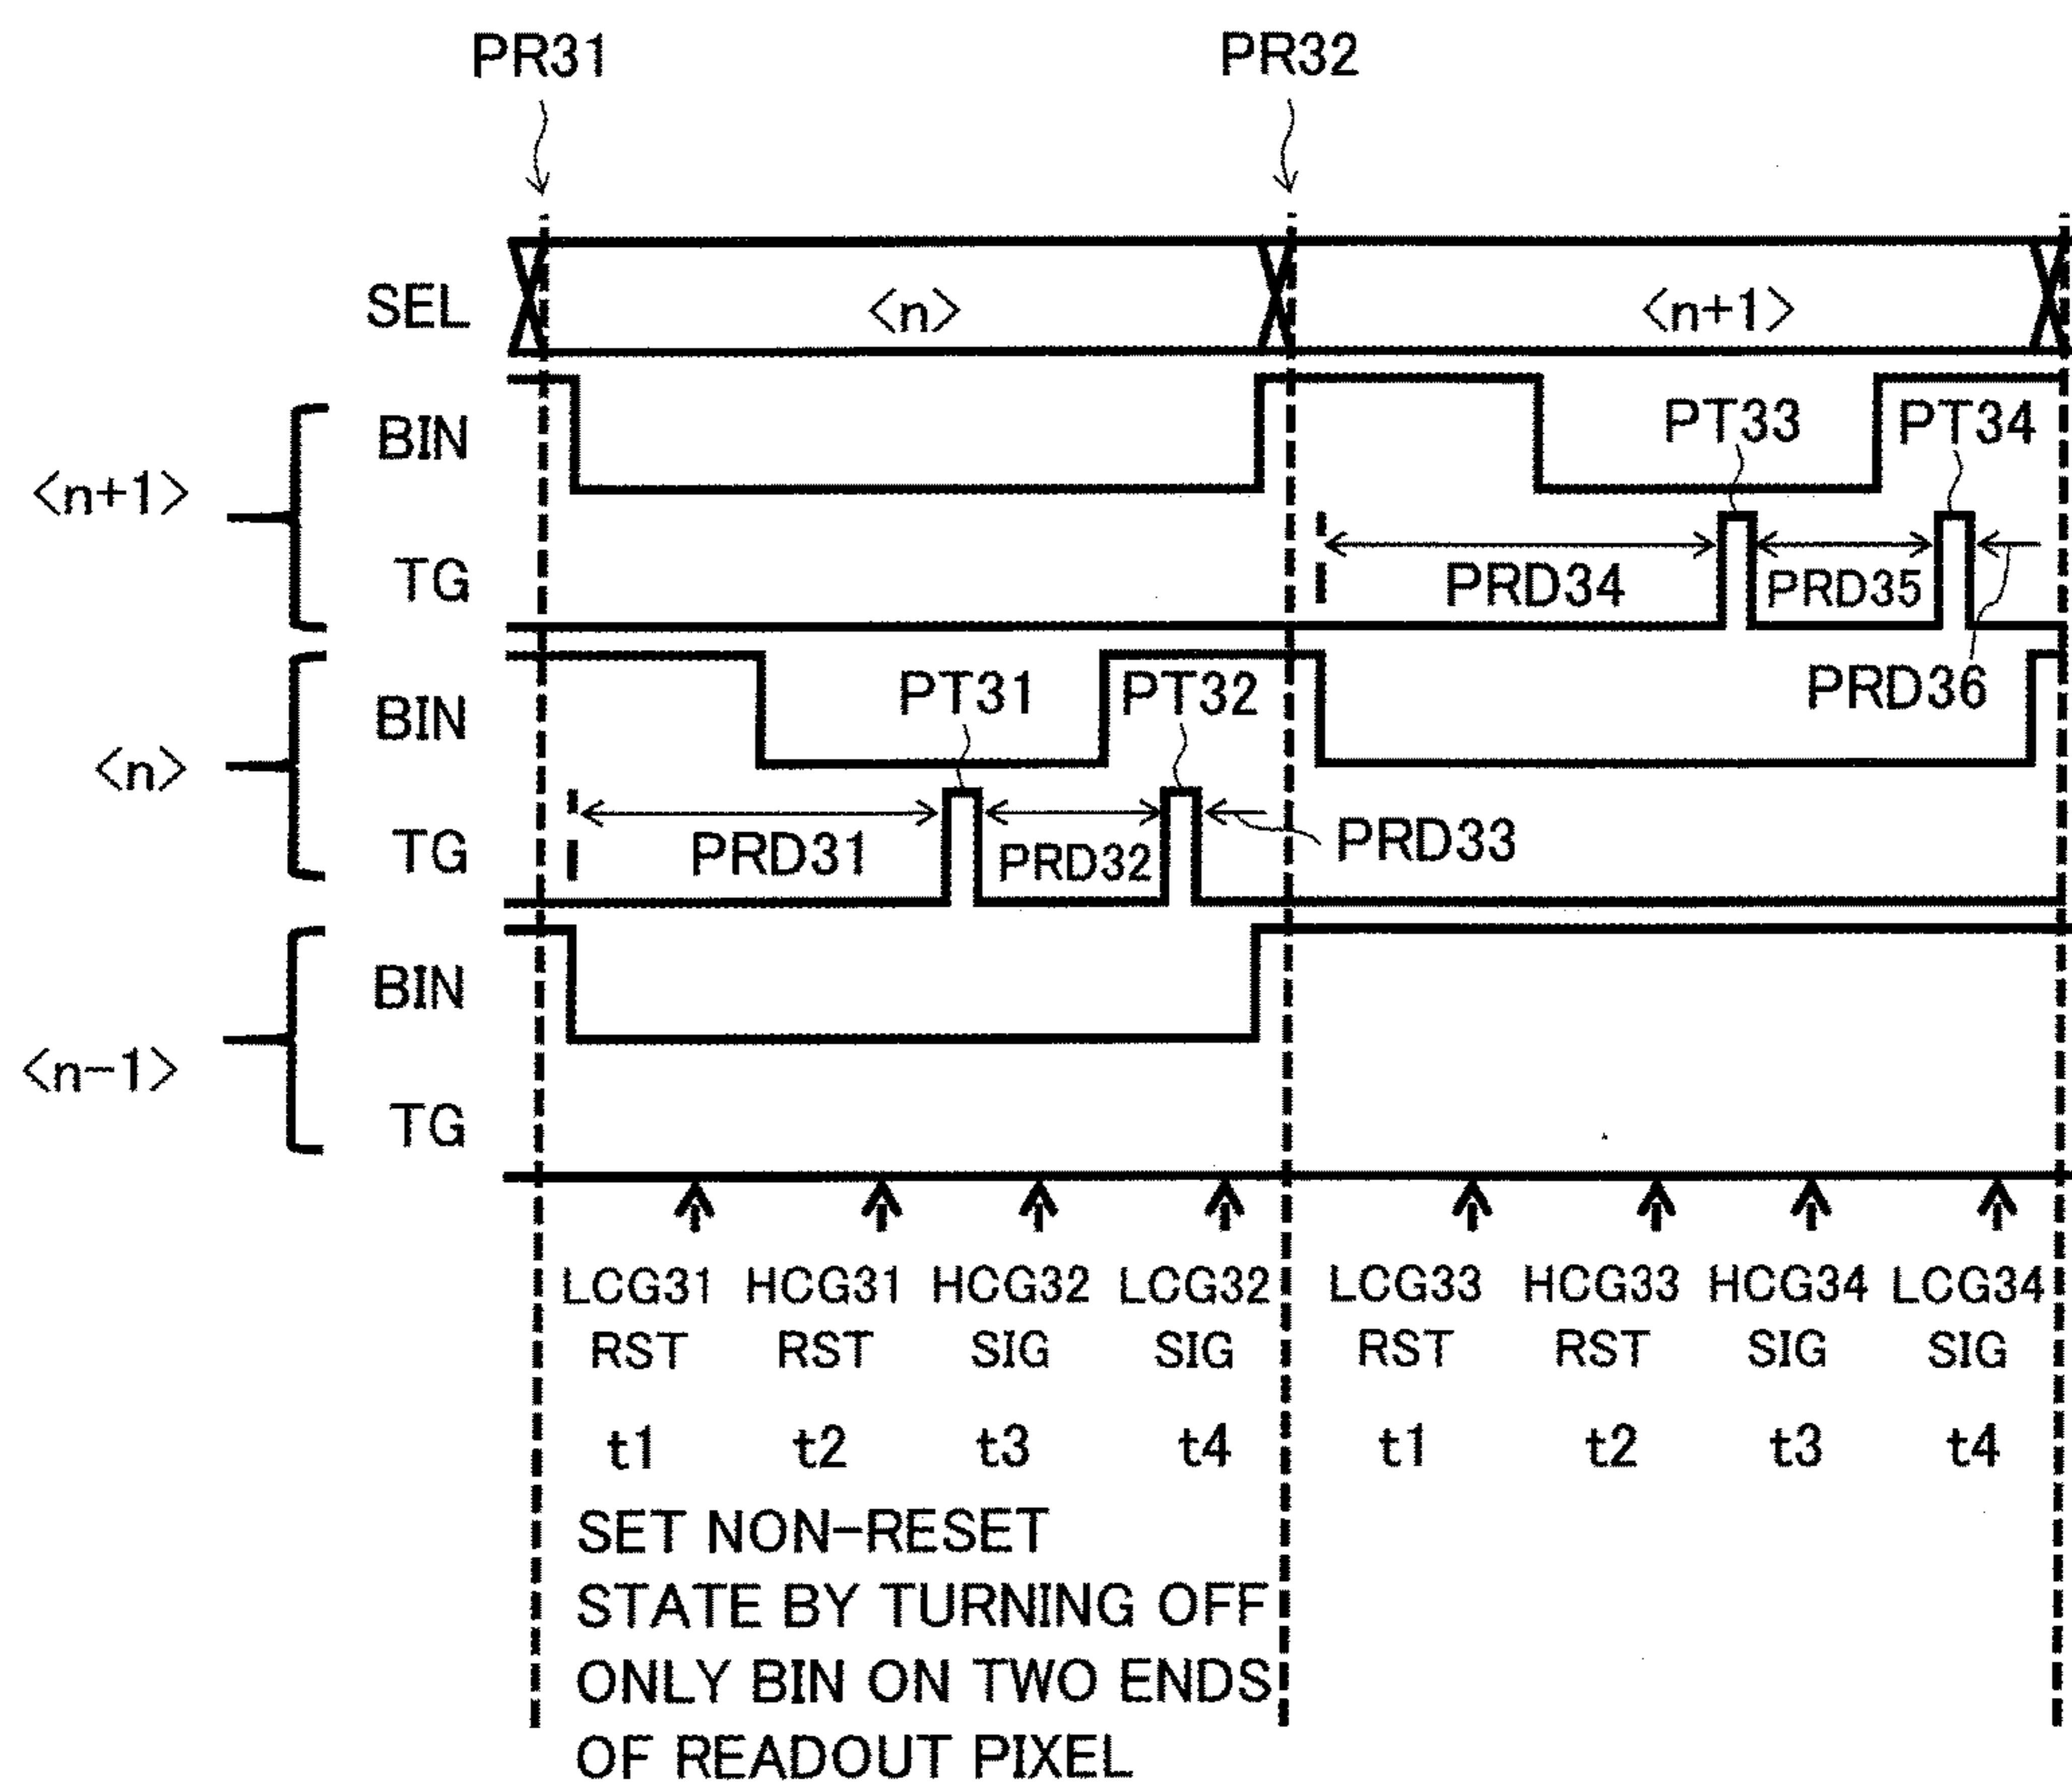 PR31 PR32
SEL <n> <n+1>
<n+1> BIN PT33 PT34
TG PRD34 PRD35
PRD36
<n> BIN PT31 PT32
TG PRD31 PRD32 PRD33
<n-1> BIN
TG
LCG31 HCG31 HCG32 LCG32 LCG33 HCG33 HCG34 LCG34
RST RST SIG SIG RST RST SIG SIG
t1 t2 t3 t4 t1 t2 t3 t4
SET NON-RESET
STATE BY TURNING OFF
ONLY BIN ON TWO ENDS
OF READOUT PIXEL